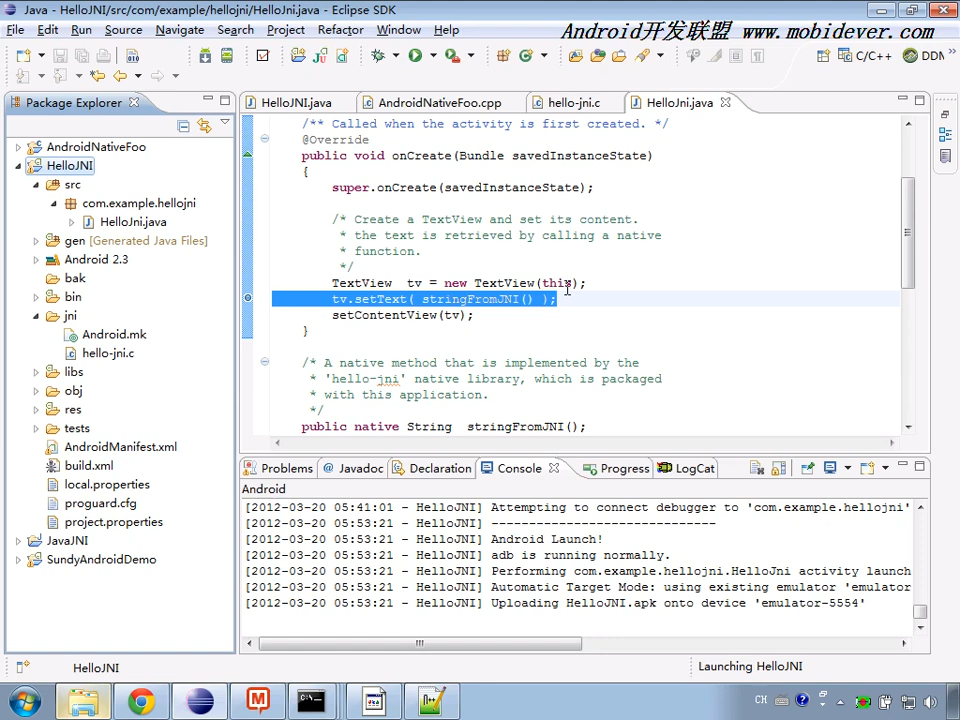 Java - HelloJNI/src/com/example/hellojni/HelloJni.java - Eclipse SDK
File Edit Run Source Navigate Search Project Refactor Window Help
Android开发联盟 www.mobidever.com
C/C++ DDN
Package Explorer
HelloJNI.java AndroidNativeFoo.cpp hello-jni.c HelloJni.java
AndroidNativeFoo
HelloJNI
src
com.example.hellojni
HelloJni.java
gen [Generated Java Files]
Android 2.3
bak
bin
jni
Android.mk
hello-jni.c
libs
obj
res
tests
AndroidManifest.xml
build.xml
local.properties
proguard.cfg
project.properties
JavaJNI
SundyAndroidDemo
/** Called when the activity is first created. */
@Override
public void onCreate(Bundle savedInstanceState)
{
super.onCreate(savedInstanceState);
/* Create a TextView and set its content.
* the text is retrieved by calling a native
* function.
*/
TextView tv = new TextView(this);
tv.setText( stringFromJNI() );
setContentView(tv);
}
/* A native method that is implemented by the
* 'hello-jni' native library, which is packaged
* with this application.
*/
public native String stringFromJNI();
Problems Javadoc Declaration Console Progress LogCat
Android
[2012-03-20 05:41:01 - HelloJNI] Attempting to connect debugger to 'com.example.hellojni'
[2012-03-20 05:53:21 - HelloJNI] ------------------------------
[2012-03-20 05:53:21 - HelloJNI] Android Launch!
[2012-03-20 05:53:21 - HelloJNI] adb is running normally.
[2012-03-20 05:53:21 - HelloJNI] Performing com.example.hellojni.HelloJni activity launch
[2012-03-20 05:53:21 - HelloJNI] Automatic Target Mode: using existing emulator 'emulator
[2012-03-20 05:53:21 - HelloJNI] Uploading HelloJNI.apk onto device 'emulator-5554'
HelloJNI
Launching HelloJNI
CH